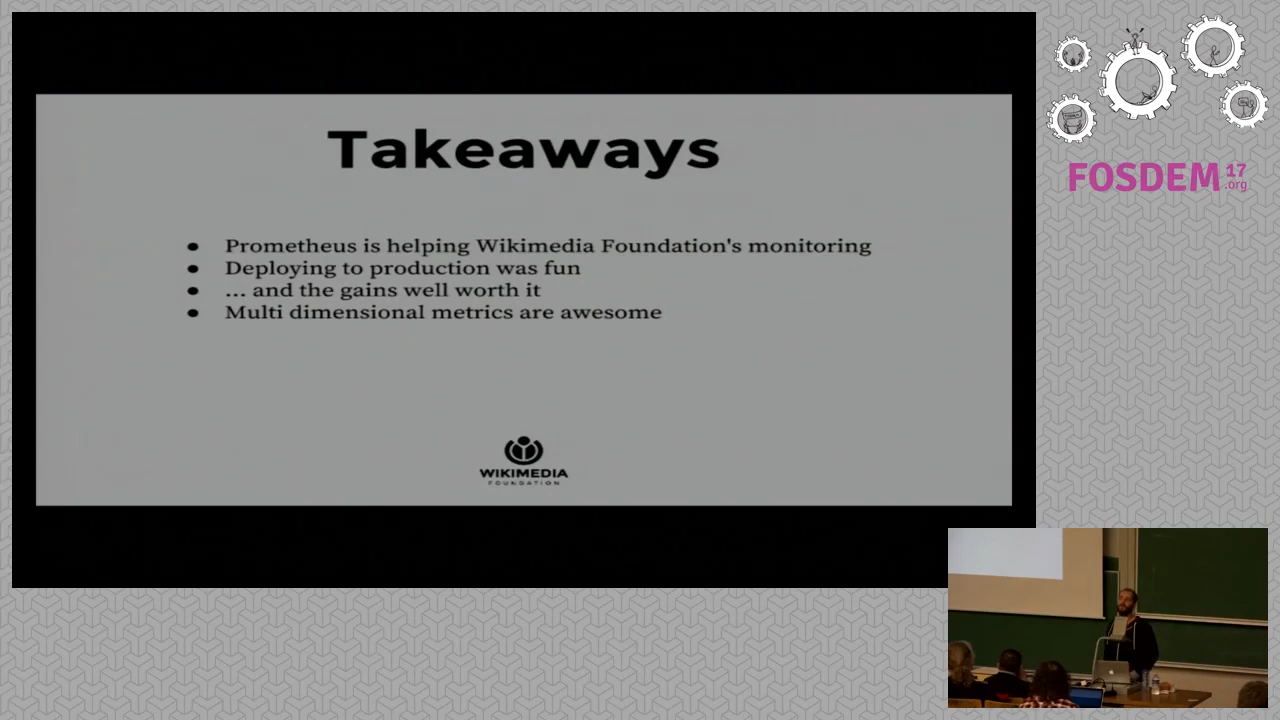 Takeaways
● Prometheus is helping Wikimedia Foundation's monitoring
● Deploying to production was fun
● ... and the gains well worth it
● Multi dimensional metrics are awesome
WIKIMEDIA
FOUNDATION
FOSDEM 17
.org